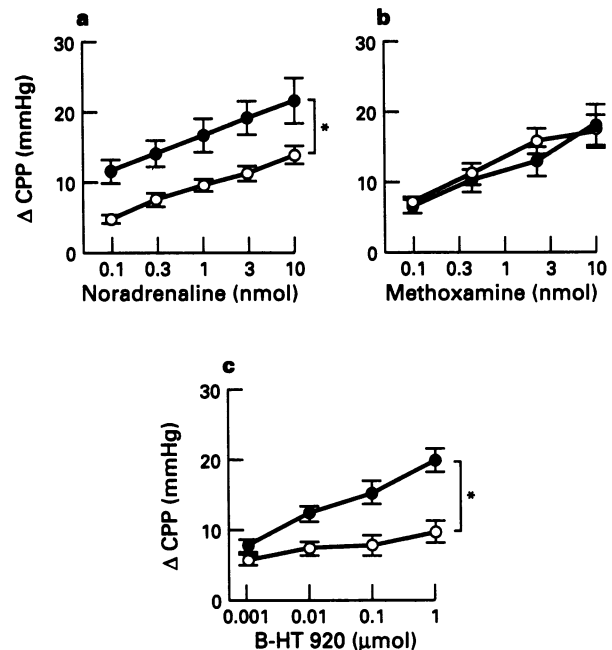 a
30
20
10
0
Δ CPP (mmHg)
*
0.1 0.3 1 3 10
Noradrenaline (nmol)
b
30
20
10
0
0.1 0.3 1 3 10
Methoxamine (nmol)
c
30
20
10
0
Δ CPP (mmHg)
*
0.001 0.01 0.1 1
B-HT 920 (μmol)